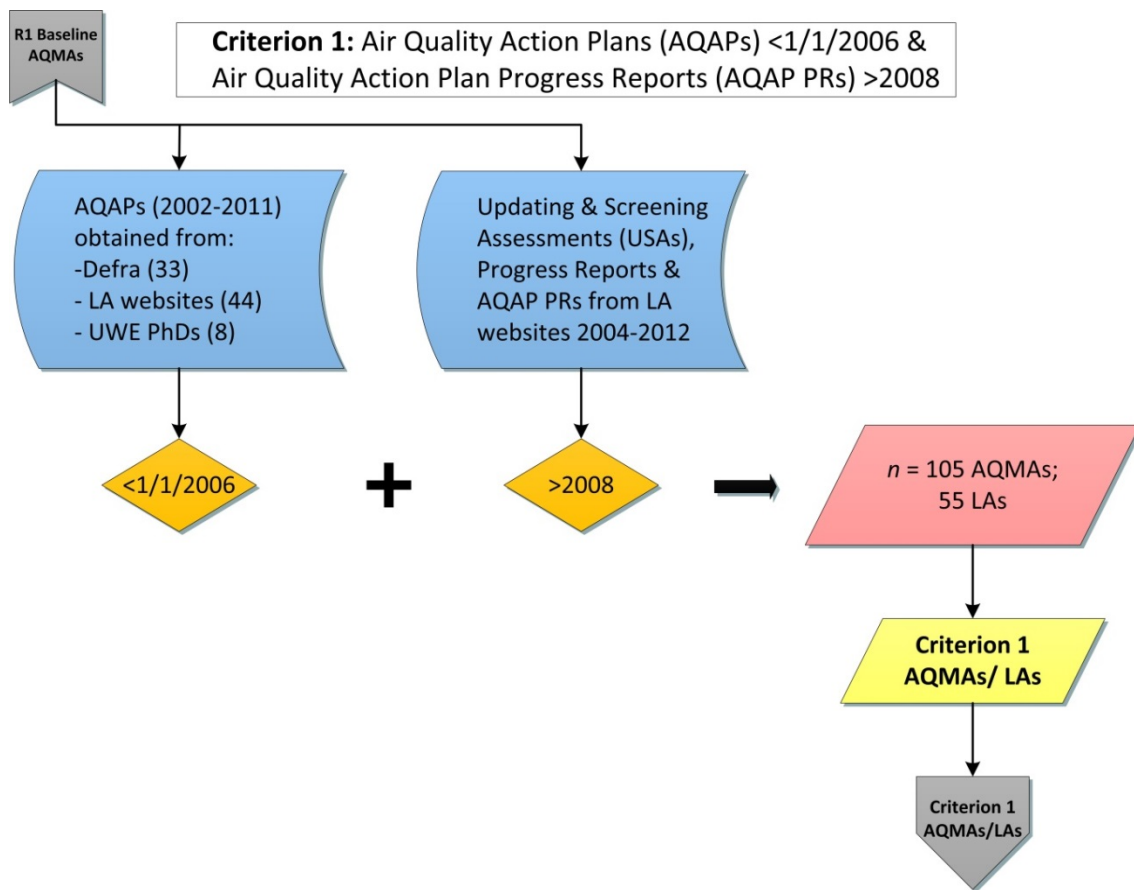 R1 Baseline
AQMAs
Criterion 1: Air Quality Action Plans (AQAPs) <1/1/2006 &
Air Quality Action Plan Progress Reports (AQAP PRs) >2008
AQAPs (2002-2011)
obtained from:
-Defra (33)
- LA websites (44)
- UWE PhDs (8)
Updating & Screening
Assessments (USAs),
Progress Reports &
AQAP PRs from LA
websites 2004-2012
<1/1/2006
+
>2008
n = 105 AQMAs;
55 LAs
Criterion 1
AQMAs/ LAs
Criterion 1
AQMAs/LAs